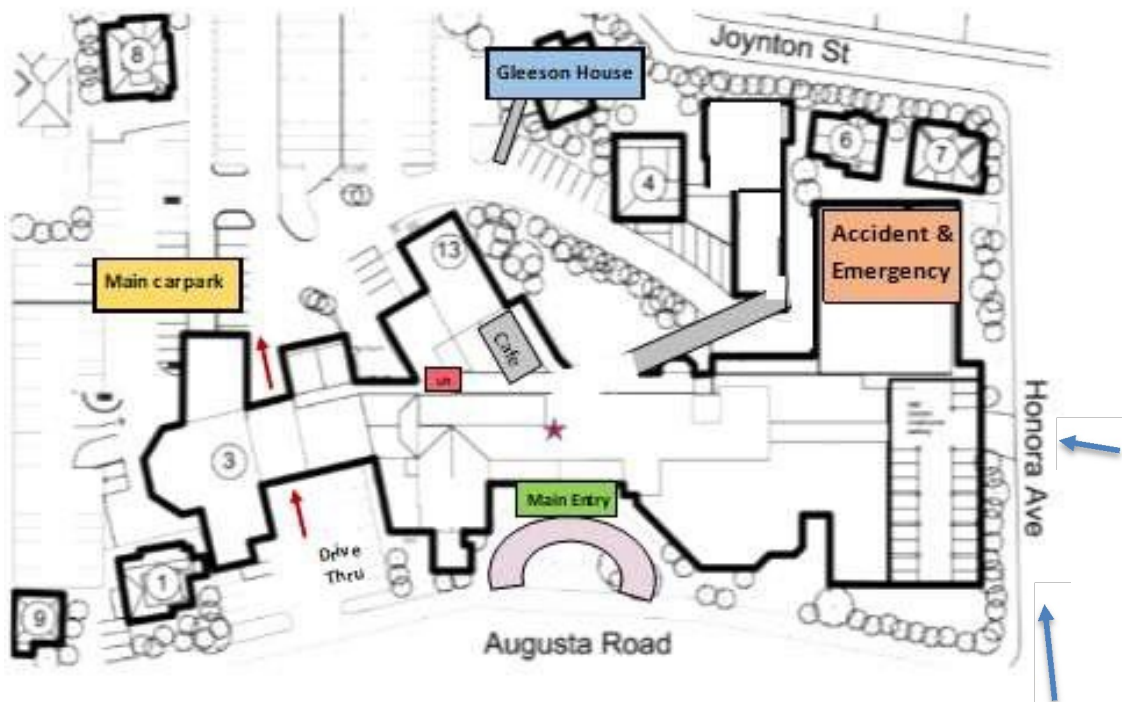 Joynton St
8
Gleeson House
6
7
4
Accident &
Emergency
13
Main carpark
Cafe
Lift
Honora Ave
3
Main Entry
Drive
Thru
1
9
Augusta Road